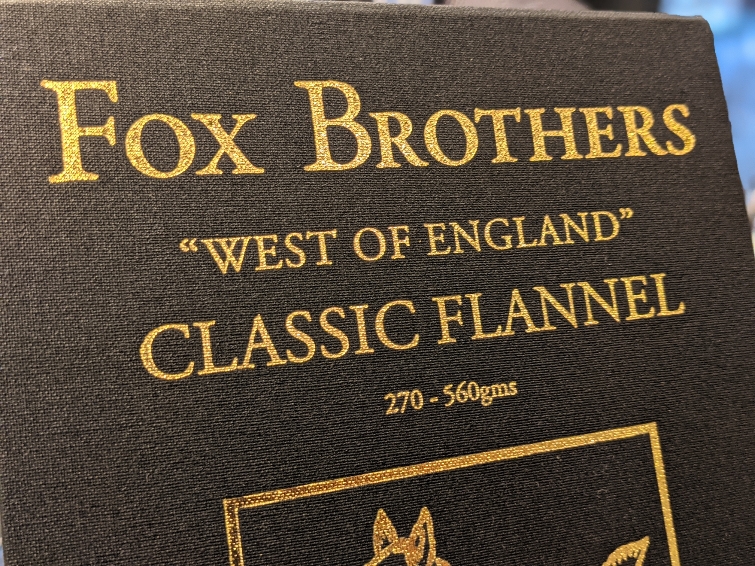 Fox Brothers
“WEST OF ENGLAND”
CLASSIC FLANNEL
270 - 560gms